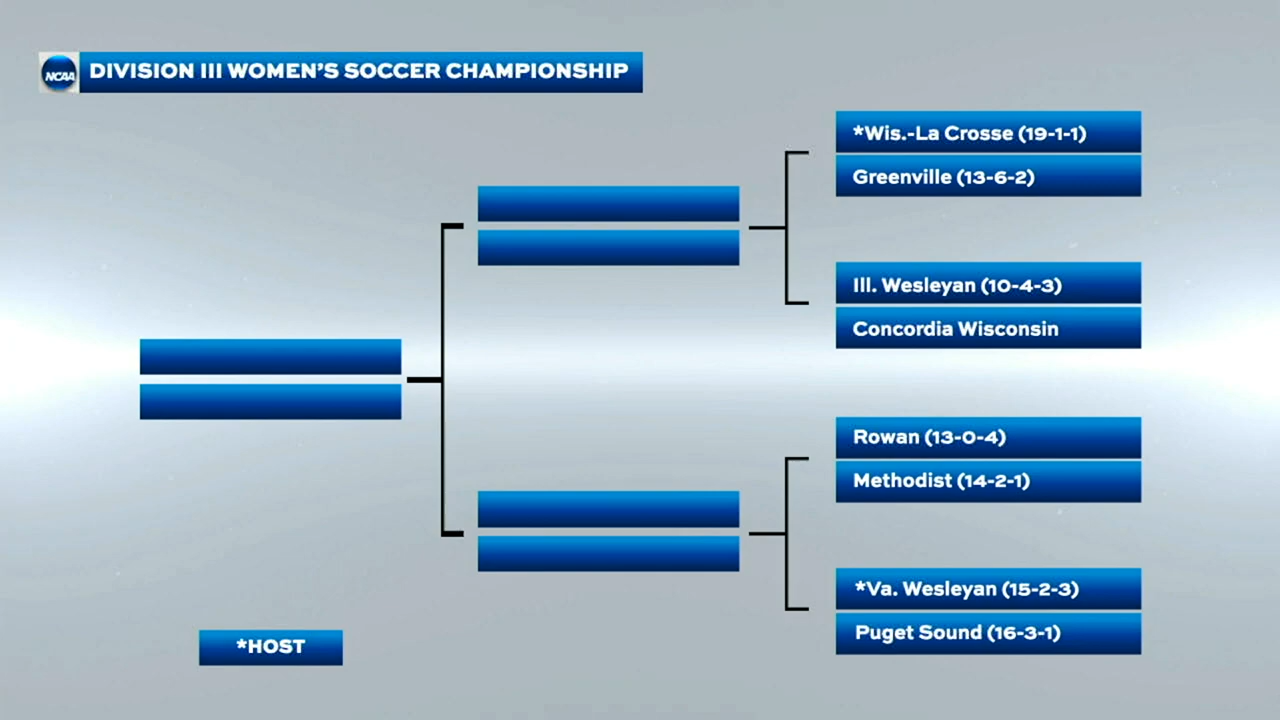 NCAA
DIVISION III WOMEN'S SOCCER CHAMPIONSHIP
*Wis.-La Crosse (19-1-1)
Greenville (13-6-2)
Ill. Wesleyan (10-4-3)
Concordia Wisconsin
Rowan (13-0-4)
Methodist (14-2-1)
*Va. Wesleyan (15-2-3)
Puget Sound (16-3-1)
*HOST